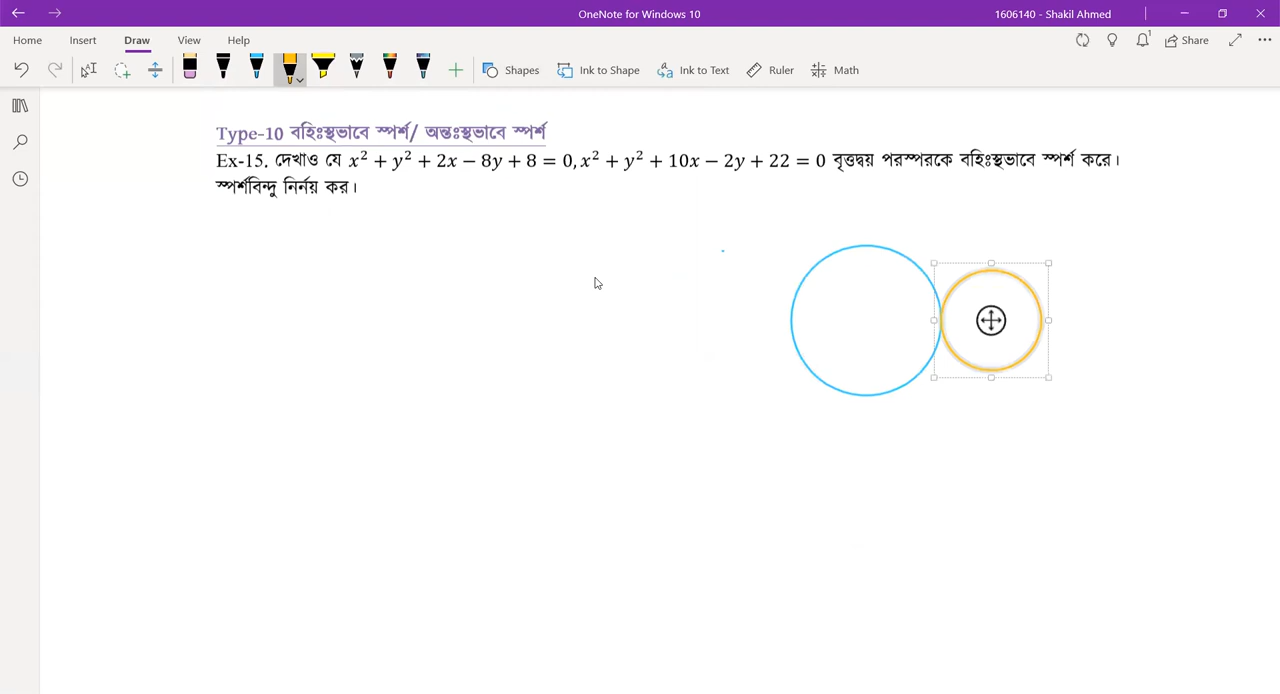 OneNote for Windows 10
1606140 - Shakil Ahmed
Home Insert Draw View Help
1
Share
Shapes Ink to Shape Ink to Text Ruler Math
Type-10 বহিঃস্থভাবে স্পর্শ/ অন্তঃস্থভাবে স্পর্শ
Ex-15. দেখাও যে x² + y² + 2x − 8y + 8 = 0, x² + y² + 10x − 2y + 22 = 0 বৃত্তদ্বয় পরস্পরকে বহিঃস্থভাবে স্পর্শ করে।
স্পর্শবিন্দু নির্নয় কর।